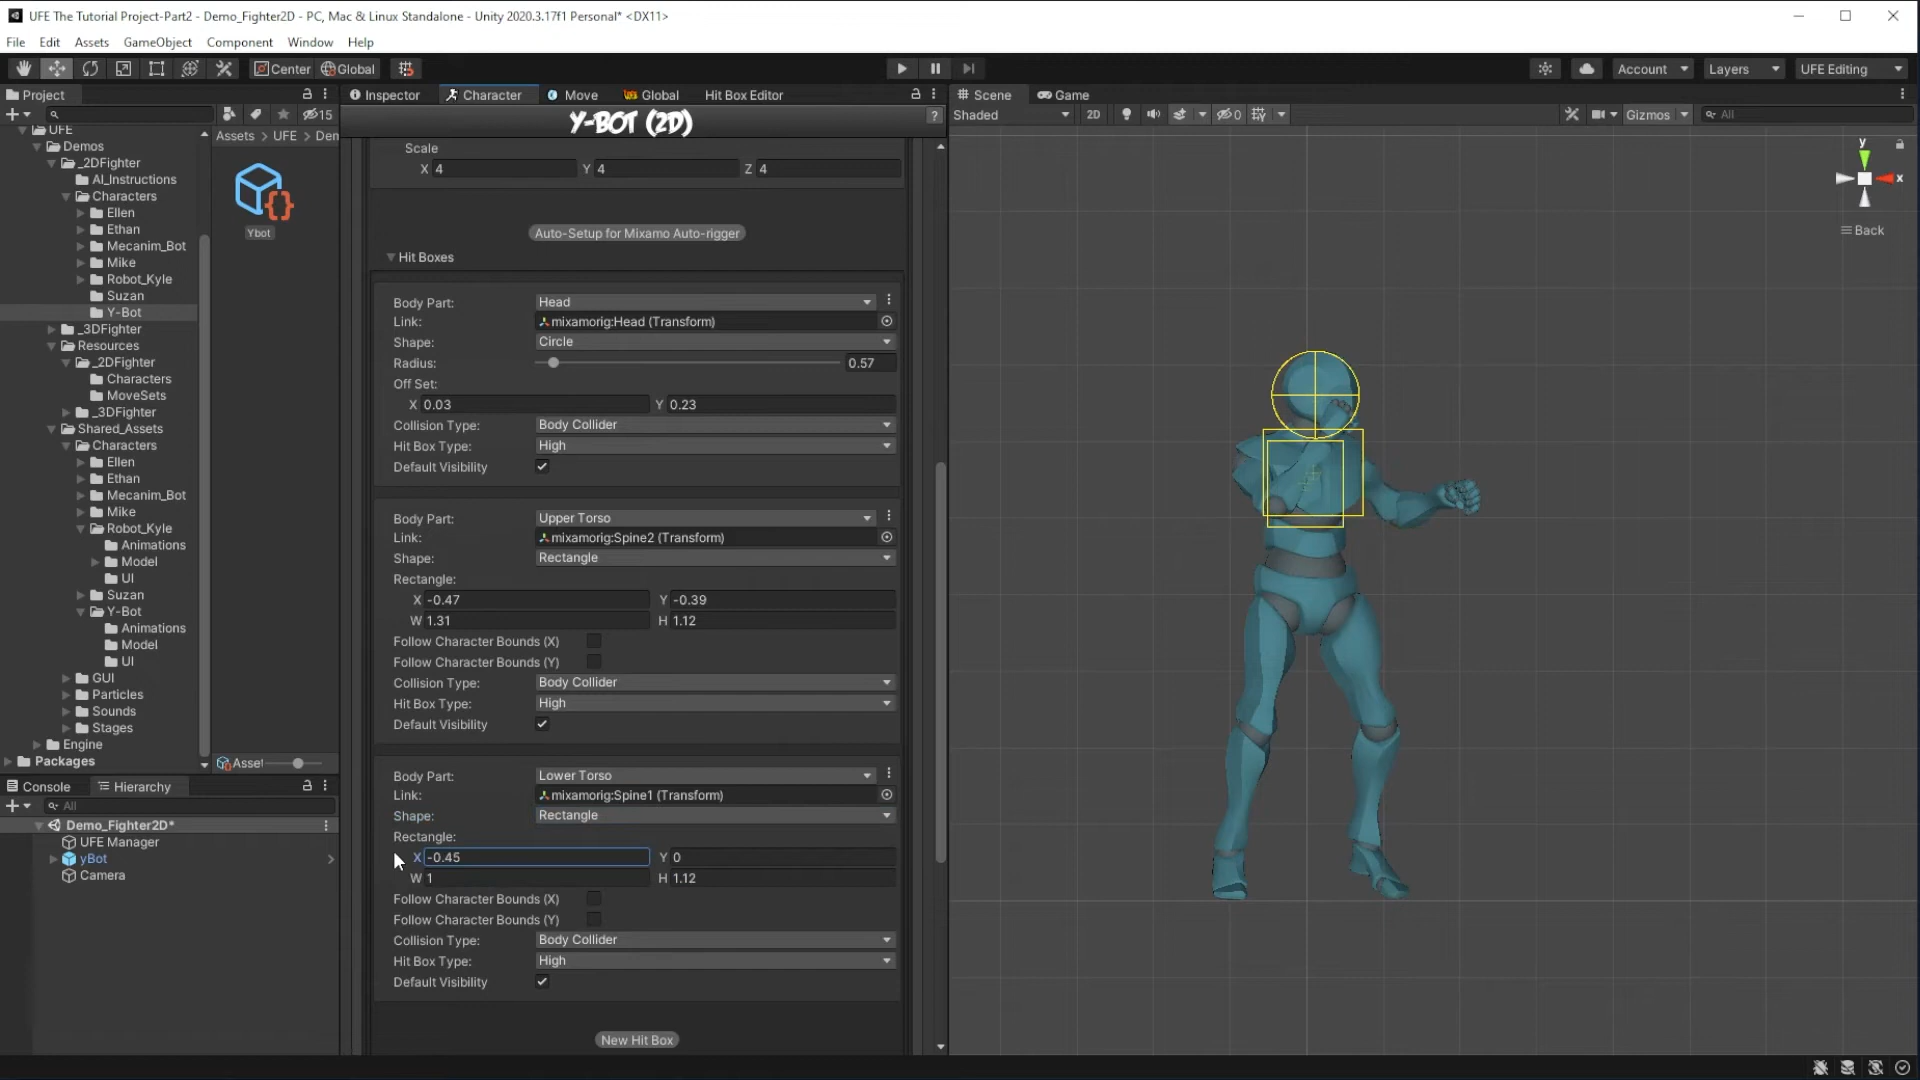 UFE The Tutorial Project-Part2 - Demo_Fighter2D - PC, Mac & Linux Standalone - Unity 2020.3.17f1 Personal* <DX11>
File Edit Assets GameObject Component Window Help
Center Global Account Layers UFE Editing
Project
15
UFE
Demos
_2DFighter
AI_Instructions
Characters
Ellen
Ethan
Mecanim_Bot
Mike
Robot_Kyle
Suzan
Y-Bot
_3DFighter
Resources
_2DFighter
Characters
MoveSets
_3DFighter
Shared_Assets
Characters
Ellen
Ethan
Mecanim_Bot
Mike
Robot_Kyle
Animations
Model
UI
Suzan
Y-Bot
Animations
Model
UI
GUI
Particles
Sounds
Stages
Engine
Packages
Assets > UFE > Den
Ybot
Asset
Console Hierarchy
All
Demo_Fighter2D*
UFE Manager
yBot
Camera
Inspector Character Move Global Hit Box Editor
Y-BOT (2D)
?
Scale
X 4 Y 4 Z 4
Auto-Setup for Mixamo Auto-rigger
Hit Boxes
Body Part: Head
Link: mixamorig:Head (Transform)
Shape: Circle
Radius: 0.57
Off Set:
X 0.03 Y 0.23
Collision Type: Body Collider
Hit Box Type: High
Default Visibility
Body Part: Upper Torso
Link: mixamorig:Spine2 (Transform)
Shape: Rectangle
Rectangle:
X -0.47 Y -0.39
W 1.31 H 1.12
Follow Character Bounds (X)
Follow Character Bounds (Y)
Collision Type: Body Collider
Hit Box Type: High
Default Visibility
Body Part: Lower Torso
Link: mixamorig:Spine1 (Transform)
Shape: Rectangle
Rectangle:
X -0.45 Y 0
W 1 H 1.12
Follow Character Bounds (X)
Follow Character Bounds (Y)
Collision Type: Body Collider
Hit Box Type: High
Default Visibility
New Hit Box
Scene Game
Shaded 2D 0 Gizmos All
y
x
Back